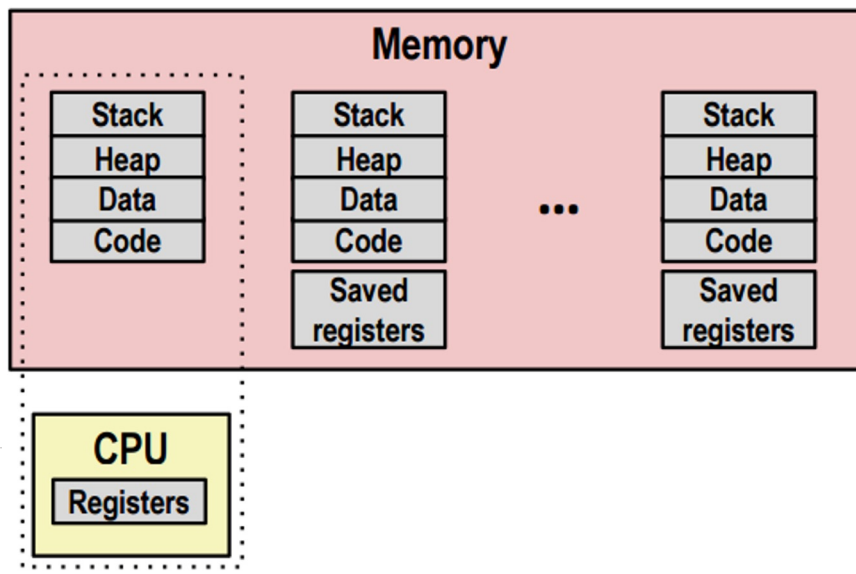 Memory
Stack
Heap
Data
Code
Stack
Heap
Data
Code
Saved
registers
...
Stack
Heap
Data
Code
Saved
registers
CPU
Registers